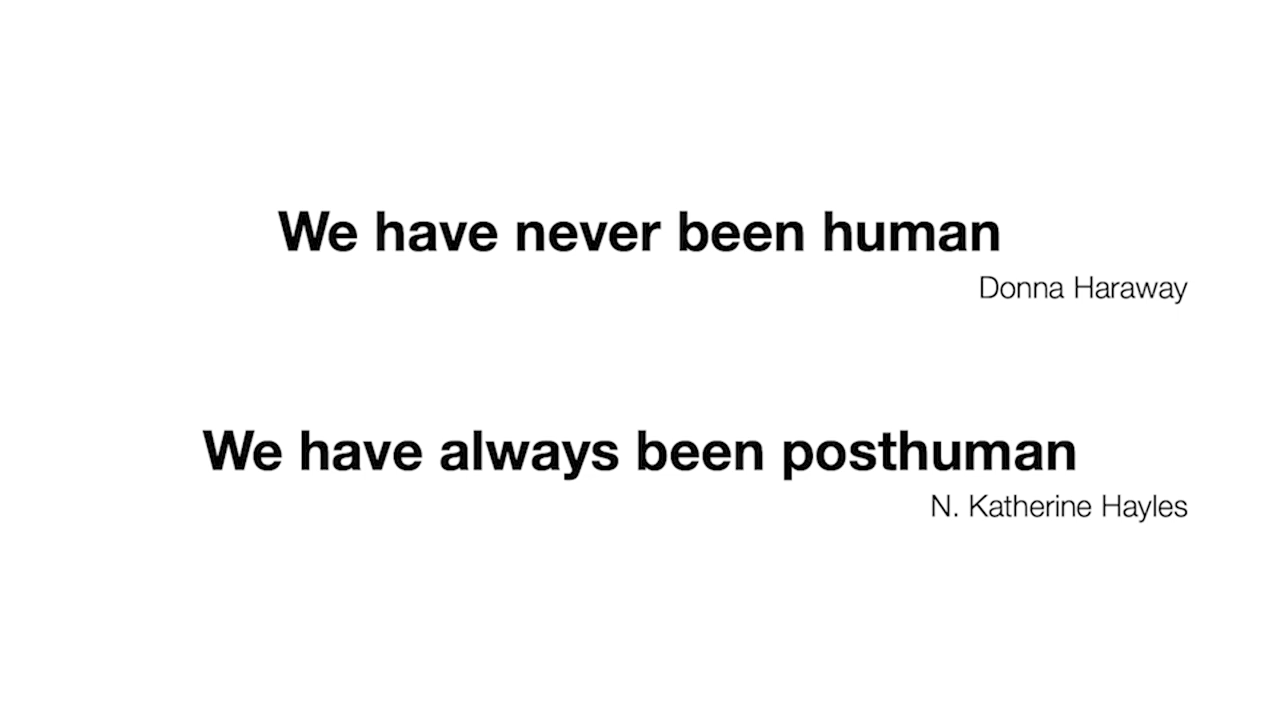 We have never been human
Donna Haraway
We have always been posthuman
N. Katherine Hayles